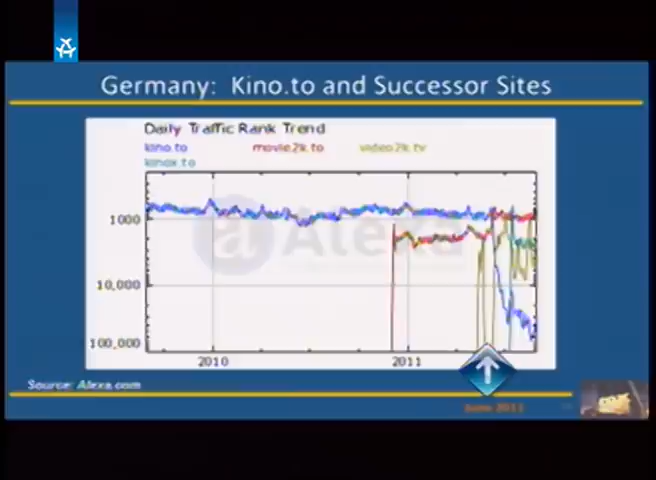 Germany: Kino.to and Successor Sites
Daily Traffic Rank Trend
kino.to movie2k.to video2k.tv
kinox.to
Alexa
1000
10,000
100,000
2010 2011
Source: Alexa.com
June 2011